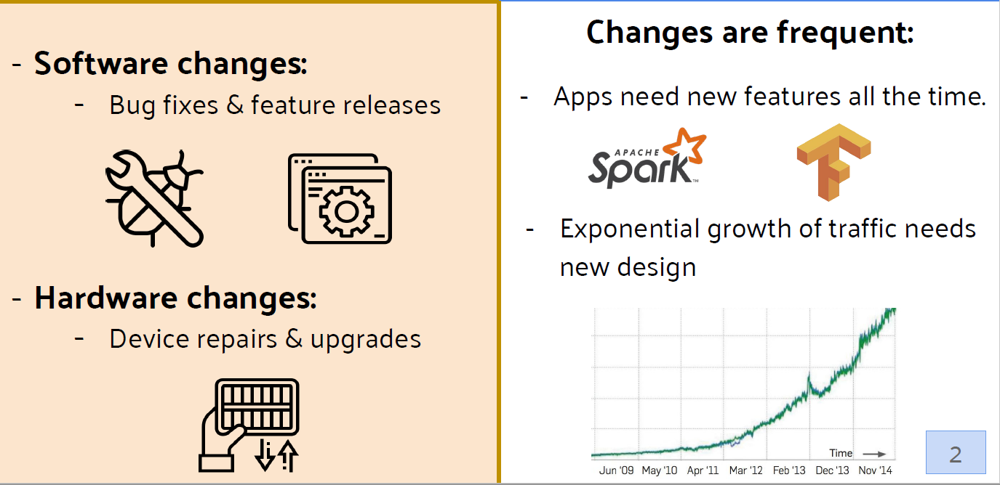 - Software changes:
- Bug fixes & feature releases
- Hardware changes:
- Device repairs & upgrades
Changes are frequent:
- Apps need new features all the time.
APACHE
Spark™
- Exponential growth of traffic needs
new design
Time
Jun '09 May '10 Apr '11 Mar '12 Feb '13 Dec '13 Nov '14
2